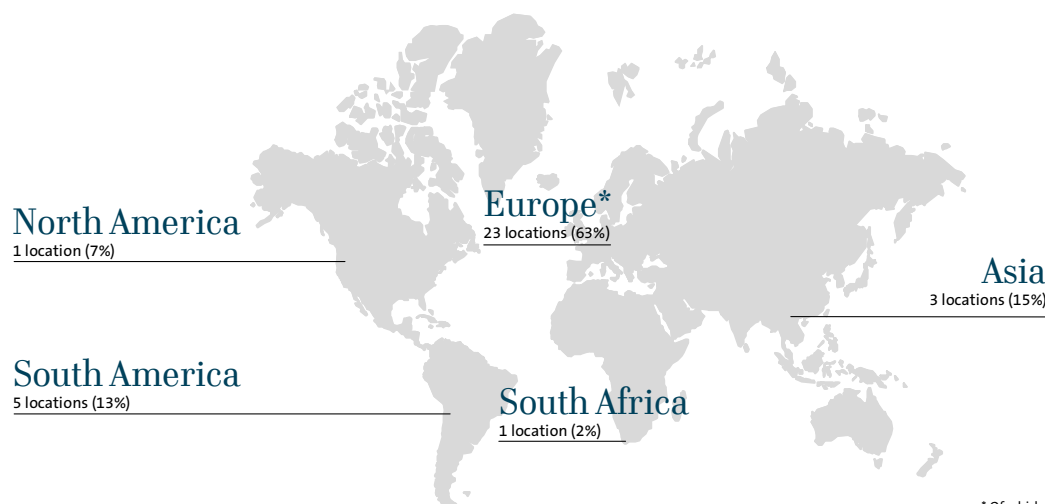 Europe*
23 locations (63%)
North America
1 location (7%)
Asia
3 locations (15%)
South America
5 locations (13%)
South Africa
1 location (2%)